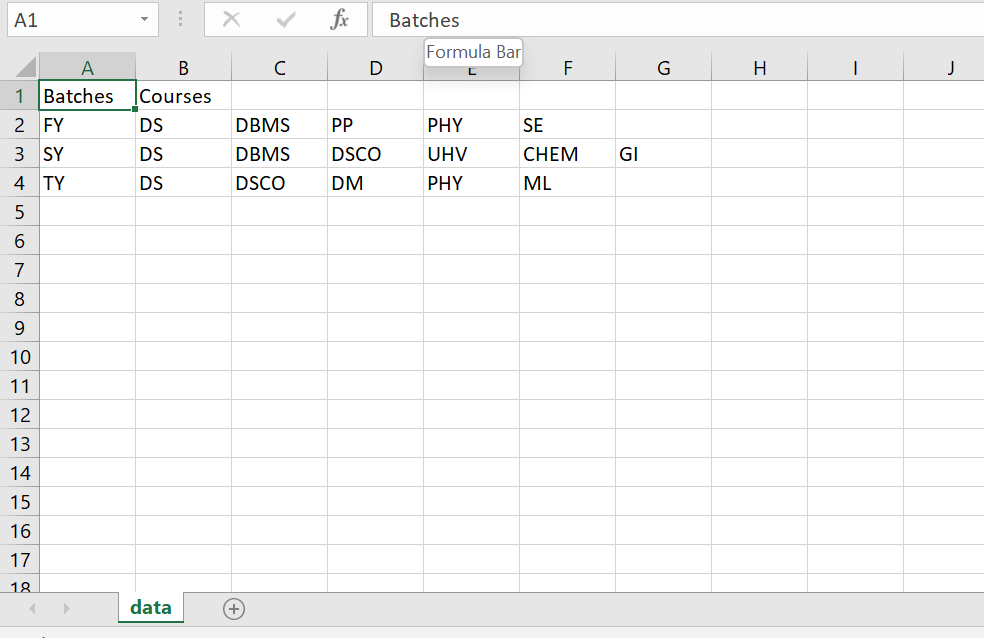 A1 fx Batches
Formula Bar
A B C D E F G H I J
1 Batches Courses
2 FY DS DBMS PP PHY SE
3 SY DS DBMS DSCO UHV CHEM GI
4 TY DS DSCO DM PHY ML
5
6
7
8
9
10
11
12
13
14
15
16
17
18
data